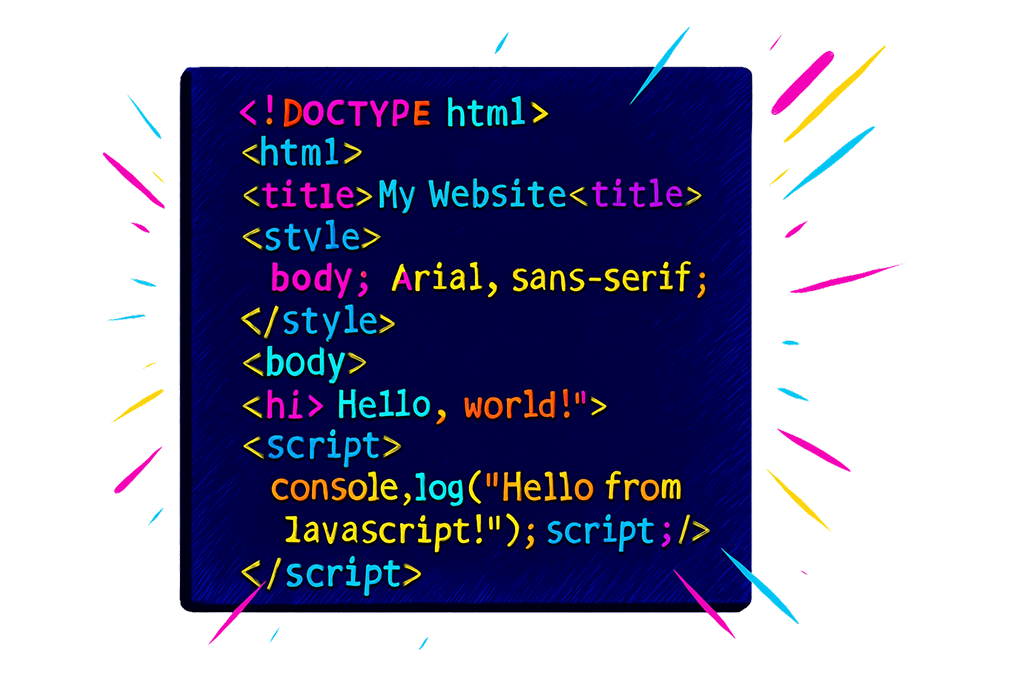 <!DOCTYPE html>
<html>
<title>My Website<title>
<stvle>
body; Arial, sans-serif;
</style>
<body>
<hi> Hello, world!">
<script>
console,log("Hello from
lavascript!"); script;/>
</script>